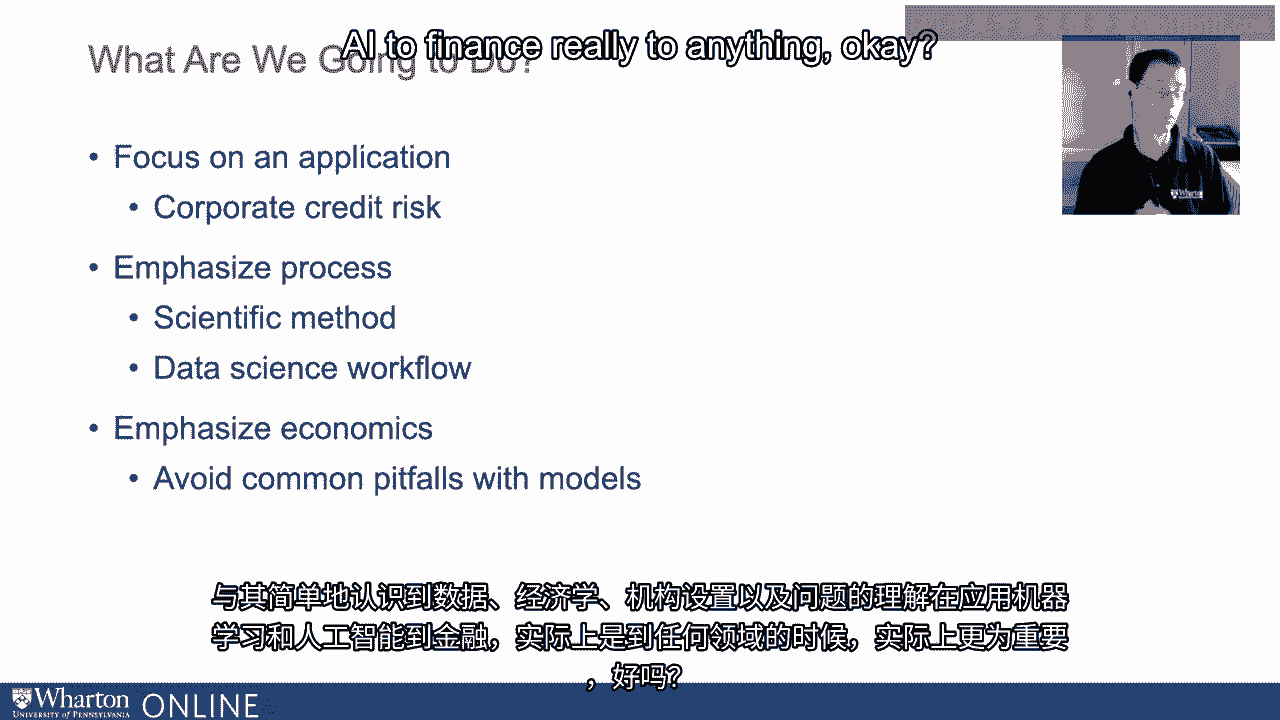 AI to finance really to anything, okay?
What Are We Going to Do?
• Focus on an application
• Corporate credit risk
• Emphasize process
• Scientific method
• Data science workflow
• Emphasize economics
• Avoid common pitfalls with models
Wharton
与其简单地认识到数据、经济学、机构设置以及问题的理解在应用机器
学习和人工智能到金融，实际上是到任何领域的时候，实际上更为重要
，好吗？
Wharton ONLINE
UNIVERSITY of PENNSYLVANIA